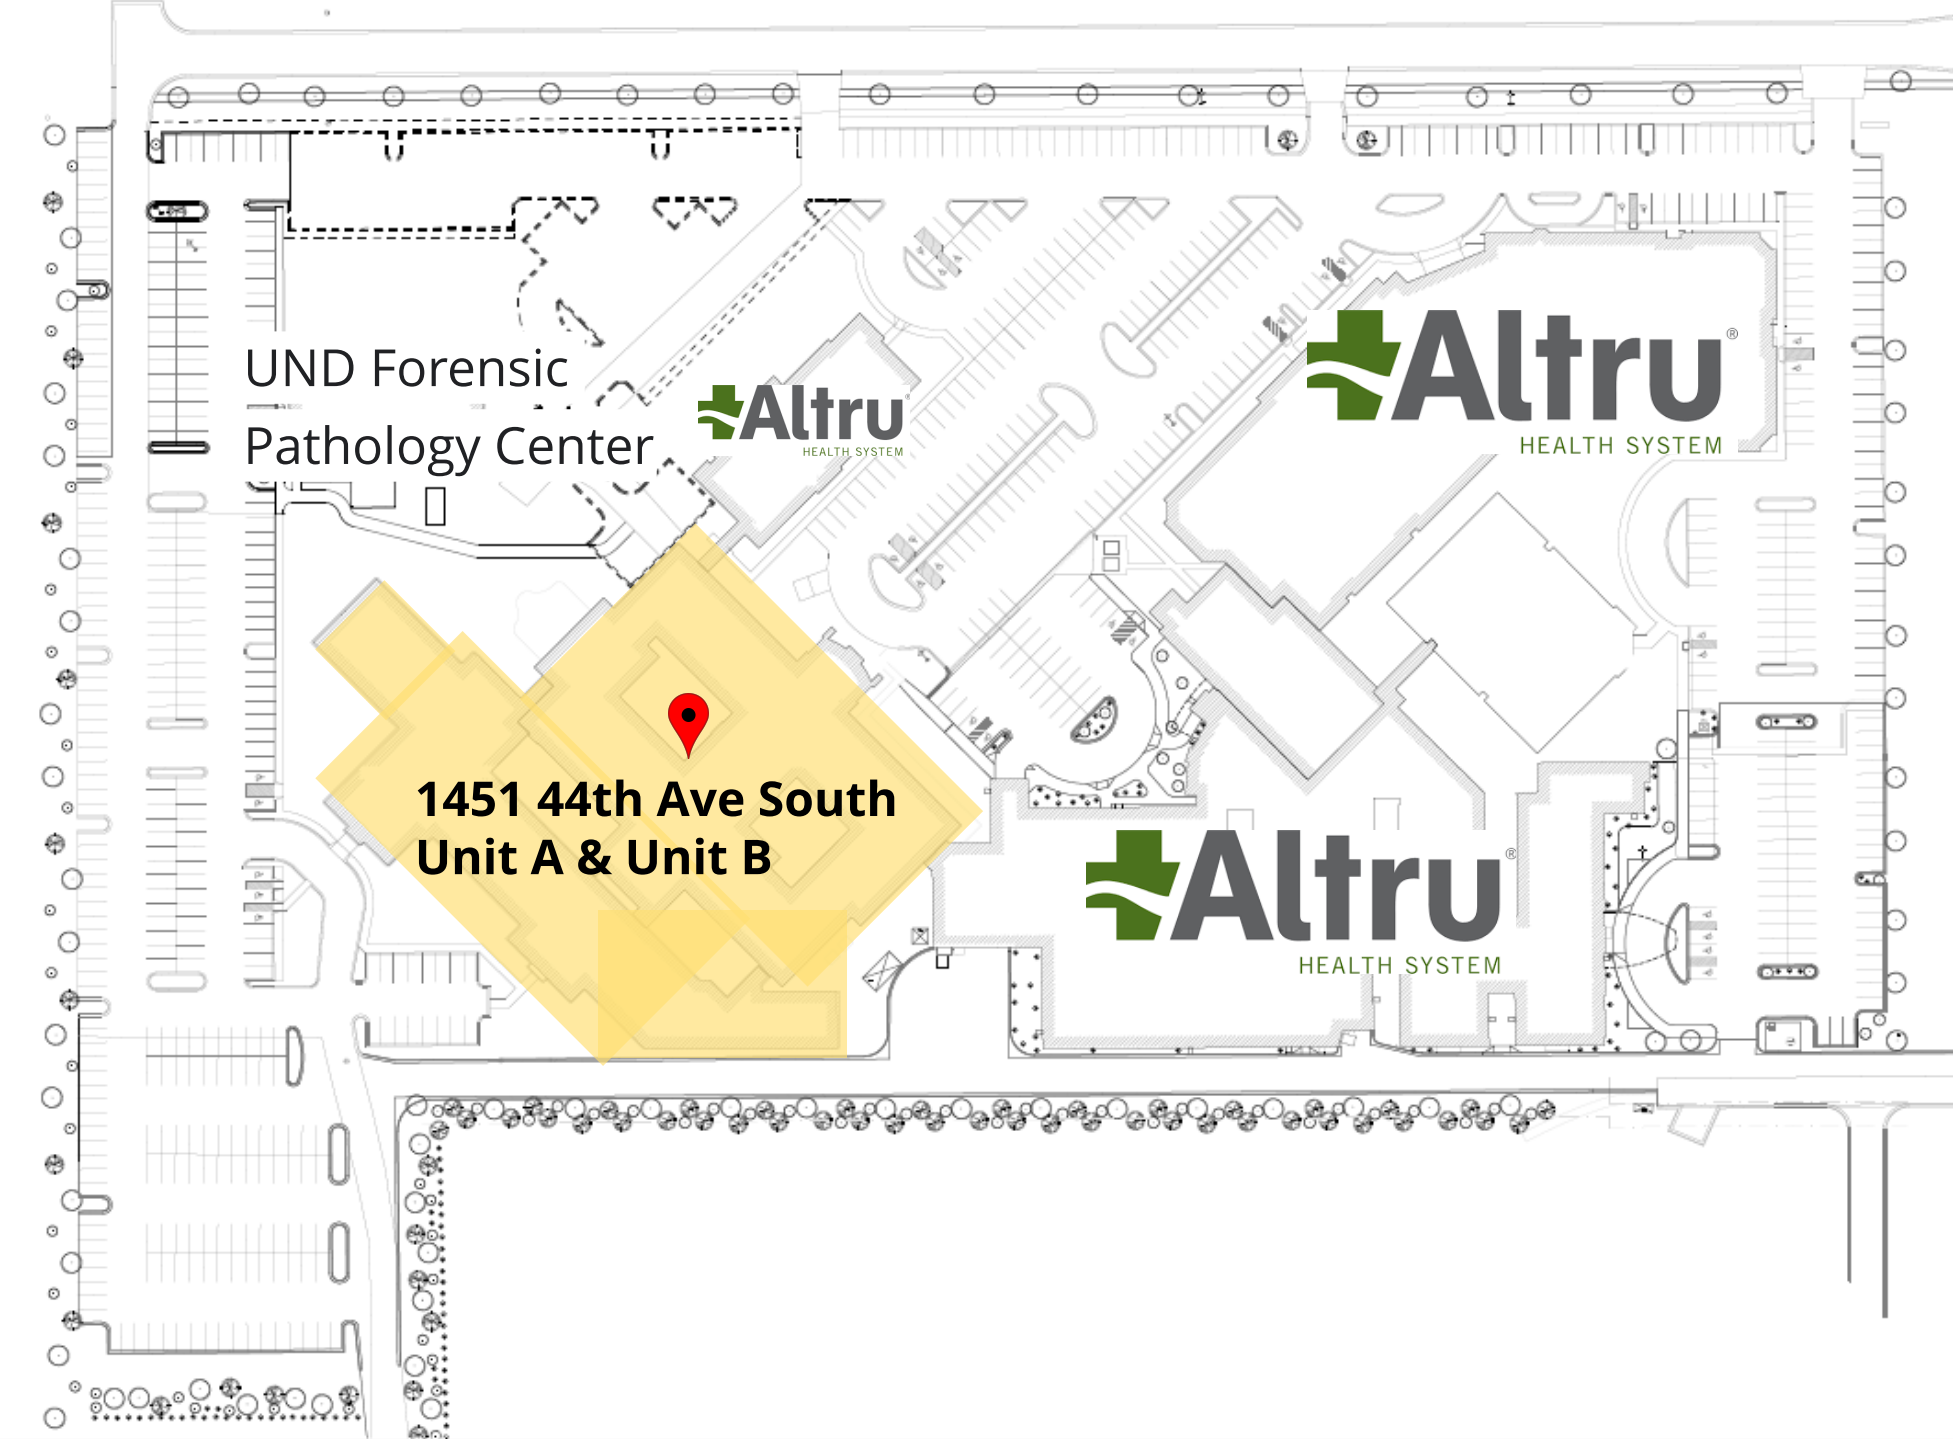 UND Forensic
Pathology Center
Altru
HEALTH SYSTEM
Altru®
HEALTH SYSTEM
1451 44th Ave South
Unit A & Unit B
Altru®
HEALTH SYSTEM